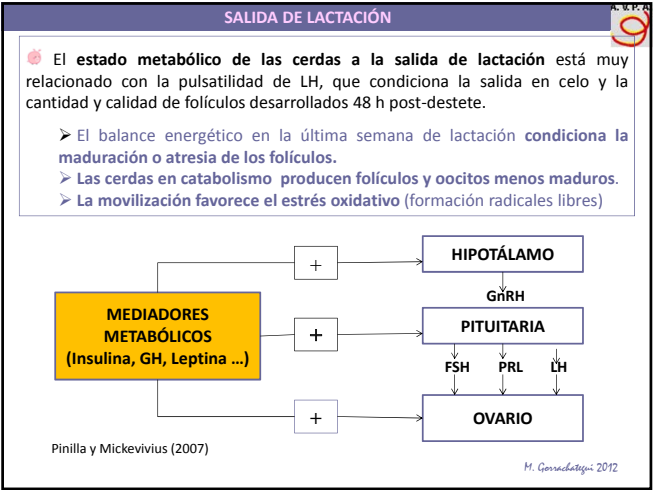 SALIDA DE LACTACIÓN
A. V. P. A
El estado metabólico de las cerdas a la salida de lactación está muy
relacionado con la pulsatilidad de LH, que condiciona la salida en celo y la
cantidad y calidad de folículos desarrollados 48 h post-destete.
➢ El balance energético en la última semana de lactación condiciona la
maduración o atresia de los folículos.
➢ Las cerdas en catabolismo producen folículos y oocitos menos maduros.
➢ La movilización favorece el estrés oxidativo (formación radicales libres)
+
HIPOTÁLAMO
GnRH
MEDIADORES
METABÓLICOS
(Insulina, GH, Leptina …)
+
PITUITARIA
FSH PRL LH
+
OVARIO
Pinilla y Mickevivius (2007)
M. Gorrachategui 2012